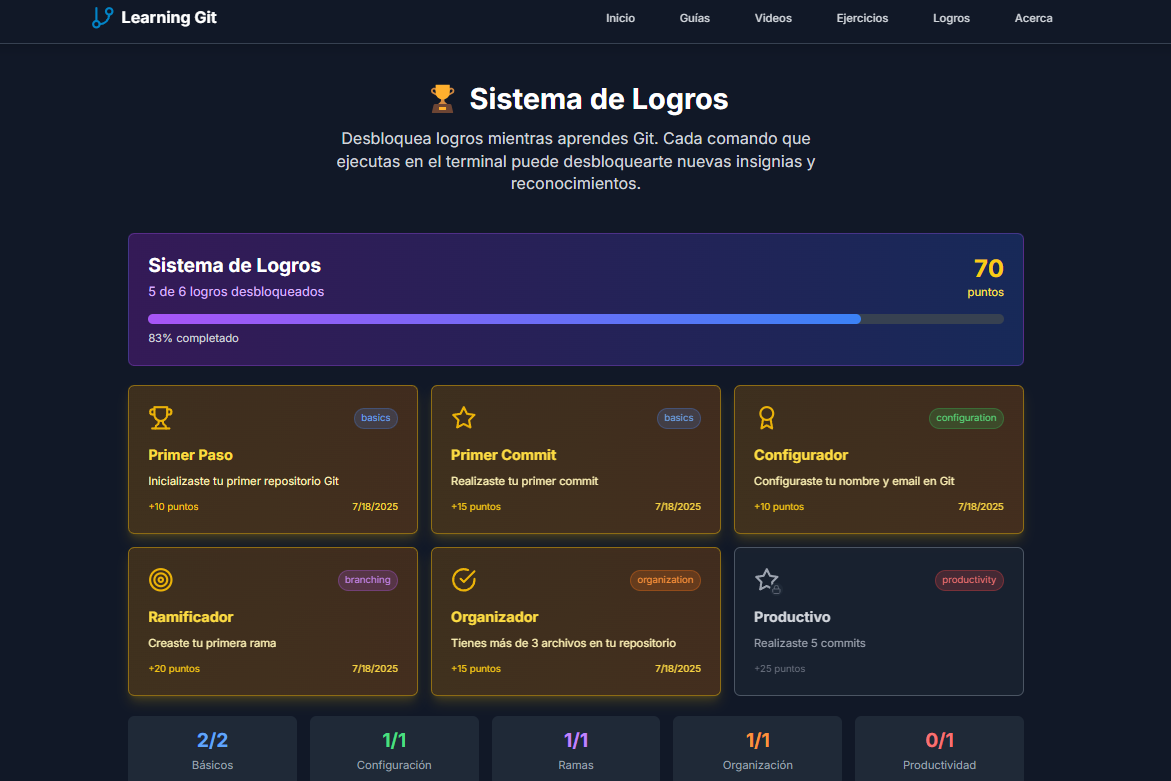 Learning Git
Inicio
Guías
Videos
Ejercicios
Logros
Acerca
Sistema de Logros
Desbloquea logros mientras aprendes Git. Cada comando que
ejecutas en el terminal puede desbloquearte nuevas insignias y
reconocimientos.
Sistema de Logros
70
5 de 6 logros desbloqueados
puntos
83% completado
basics
Primer Paso
Inicializaste tu primer repositorio Git
+10 puntos
7/18/2025
basics
Primer Commit
Realizaste tu primer commit
+15 puntos
7/18/2025
configuration
Configurador
Configuraste tu nombre y email en Git
+10 puntos
7/18/2025
branching
Ramificador
Creaste tu primera rama
+20 puntos
7/18/2025
organization
Organizador
Tienes más de 3 archivos en tu repositorio
+15 puntos
7/18/2025
productivity
Productivo
Realizaste 5 commits
+25 puntos
2/2
Básicos
1/1
Configuración
1/1
Ramas
1/1
Organización
0/1
Productividad